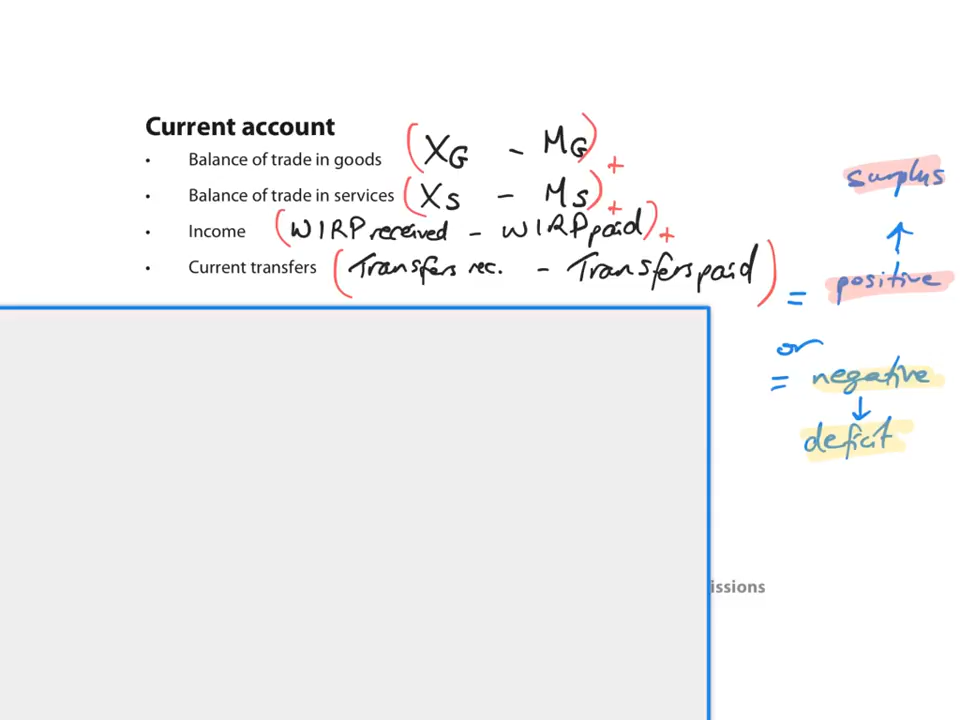 Current account
• Balance of trade in goods (XG - MG) +
• Balance of trade in services (XS - MS) +
• Income (WIRP received - WIRP paid) +
• Current transfers (Transfers rec. - Transfers paid)
= positive
↑
surplus
or
= negative
↓
deficit
issions